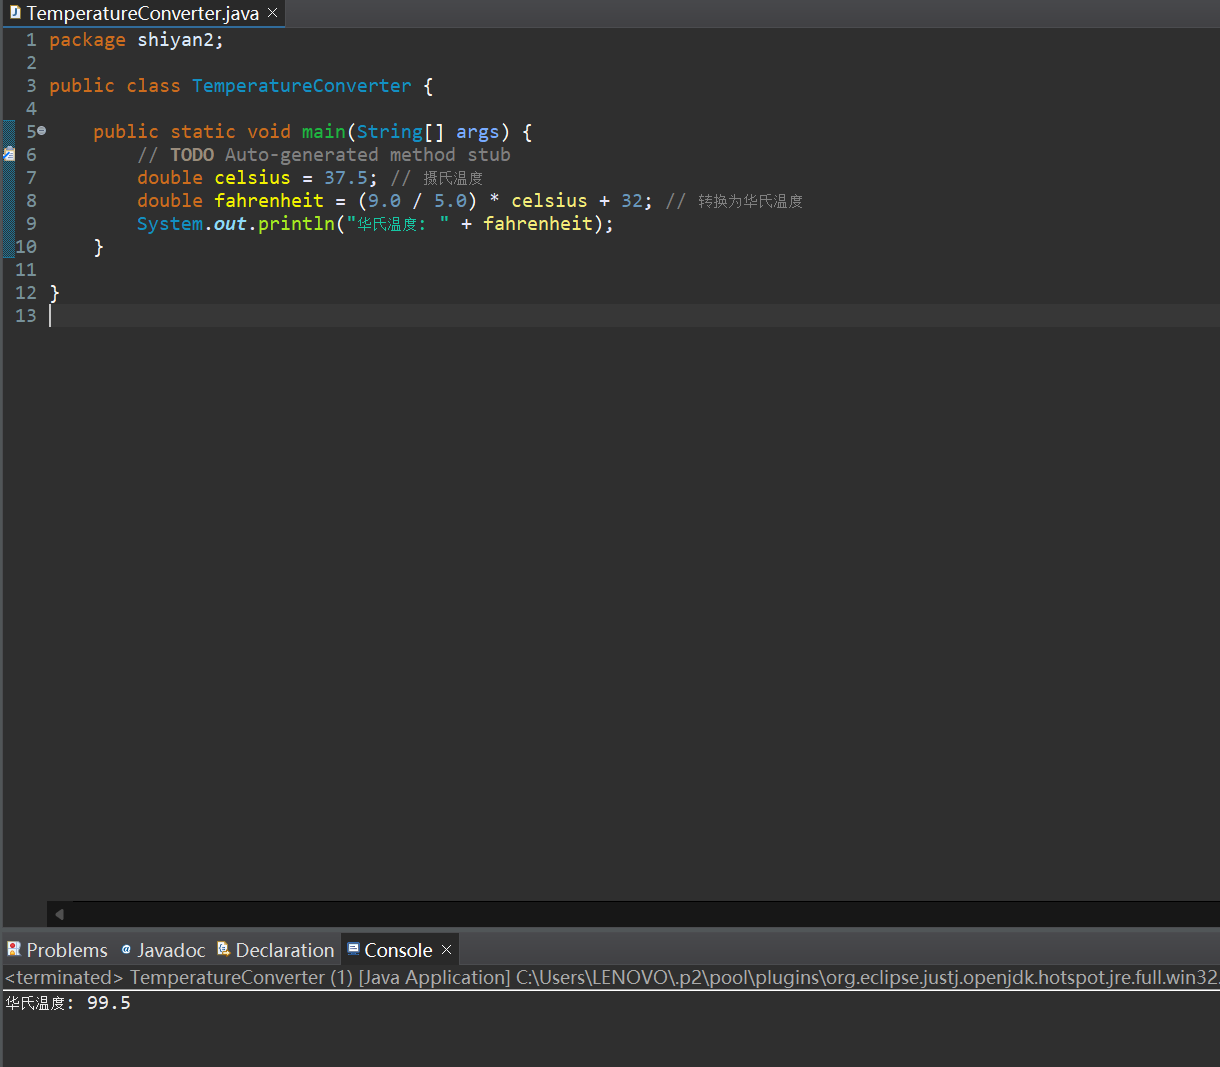 TemperatureConverter.java
1 package shiyan2;
2
3 public class TemperatureConverter {
4
5 public static void main(String[] args) {
6 // TODO Auto-generated method stub
7 double celsius = 37.5; // 摄氏温度
8 double fahrenheit = (9.0 / 5.0) * celsius + 32; // 转换为华氏温度
9 System.out.println("华氏温度: " + fahrenheit);
10 }
11
12 }
13
Problems Javadoc Declaration Console
<terminated> TemperatureConverter (1) [Java Application] C:\Users\LENOVO\.p2\pool\plugins\org.eclipse.justj.openjdk.hotspot.jre.full.win32.
华氏温度: 99.5